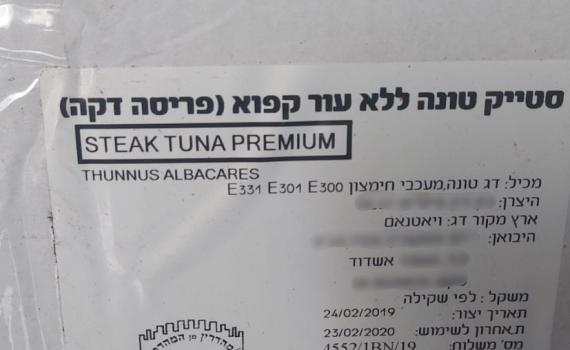 סטייק טונה ללא עור קפוא (פריסה דקה)
STEAK TUNA PREMIUM
THUNNUS ALBACARES
מכיל: דג טונה,מעכבי חימצון E331 E301 E300
היצרן:
ארץ מקור דג: ויאטנאם
היבואן:
אשדוד
משקל : לפי שקילה
תאריך יצור: 24/02/2019
ת.אחרון לשימוש: 23/02/2020
מס' משלוח: 4552/1BN/19
מהדרין מן